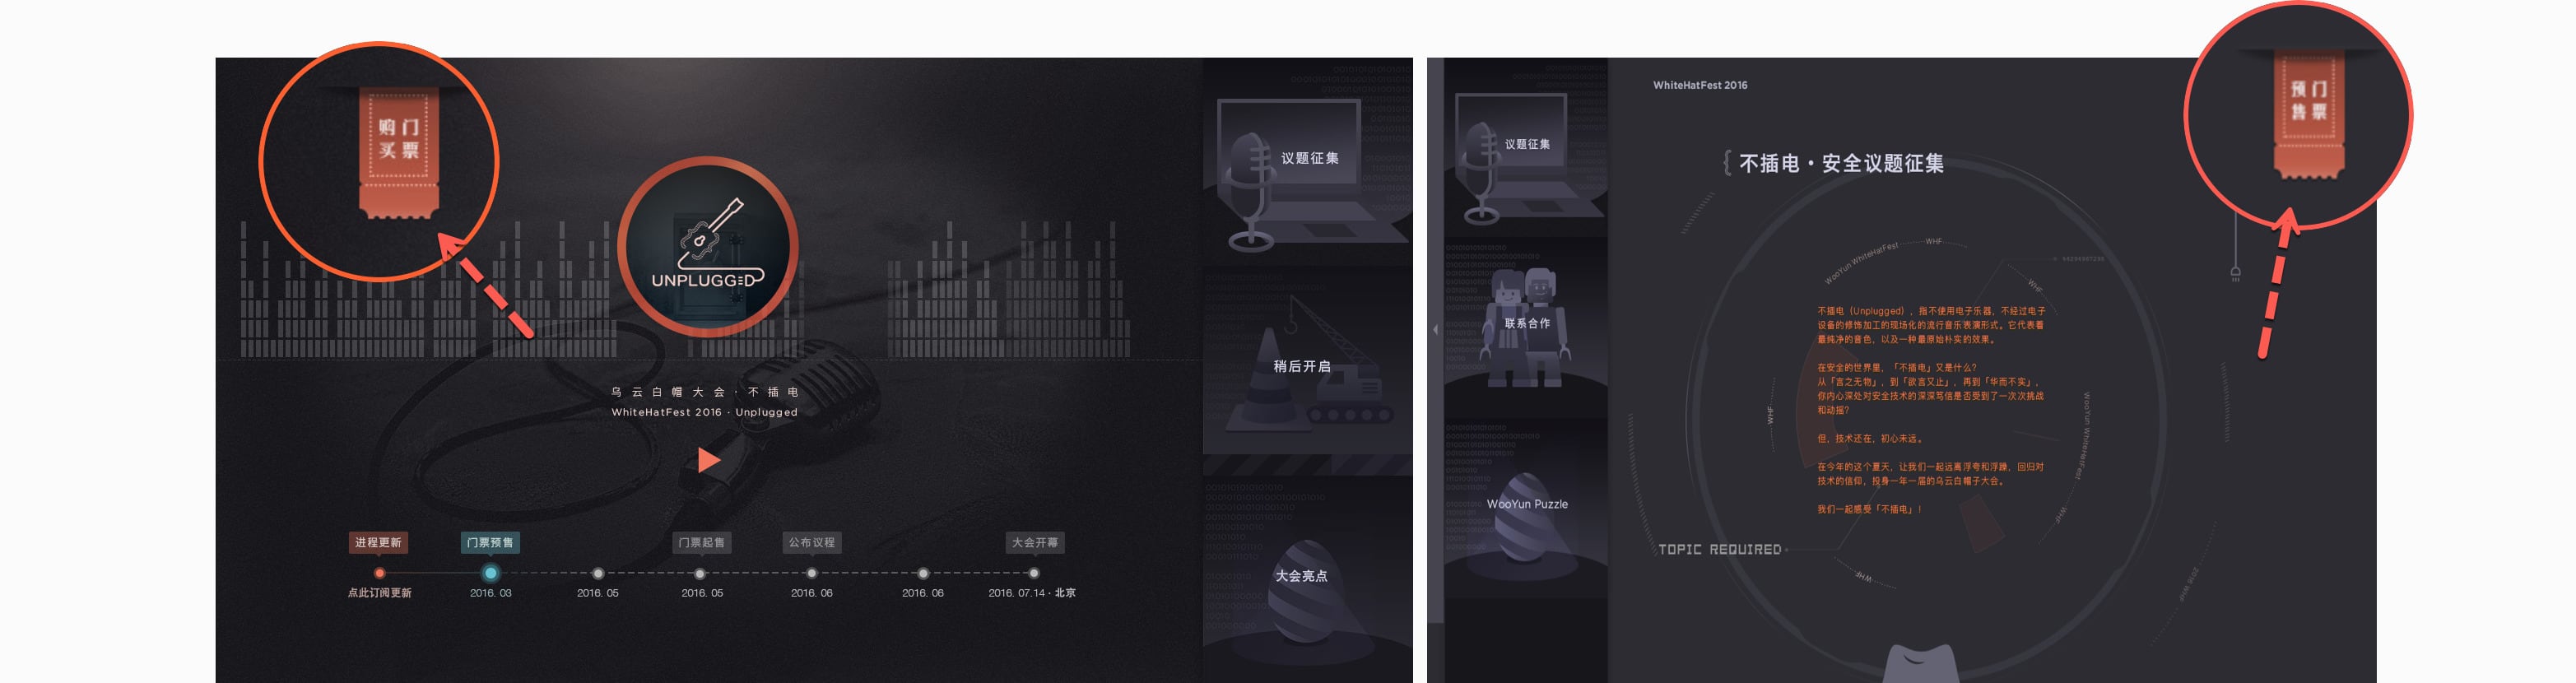 购 门
买 票
UNPLUGGED
乌云白帽大会·不插电
WhiteHatFest 2016 · Unplugged
进程更新
门票预售
门票起售
公布议程
大会开幕
点此订阅更新
2016. 03
2016. 05
2016. 05
2016. 06
2016. 06
2016. 07.14 · 北京
议题征集
稍后开启
大会亮点
议题征集
联系合作
WooYun Puzzle
WhiteHatFest 2016
{ 不插电·安全议题征集
预 门
售 票
WooYun WhiteHatFest
WHF
WHF
WHF
不插电（Unplugged），指不使用电子乐器，不经过电子
设备的修饰加工的现场化的流行音乐表演形式。它代表着
最纯净的音色，以及一种最原始朴实的效果。
在安全的世界里，「不插电」又是什么？
从「言之无物」，到「欲言又止」，再到「华而不实」，
你内心深处对安全技术的深深笃信是否受到了一次次挑战
和动摇？
但，技术还在，初心未远。
在今年的这个夏天，让我们一起远离浮夸和浮躁，回归对
技术的信仰，投身一年一届的乌云白帽子大会。
我们一起感受「不插电」！
WooYun WhiteHatFest
WHF
TOPIC REQUIRED
WHF
2016 WHF